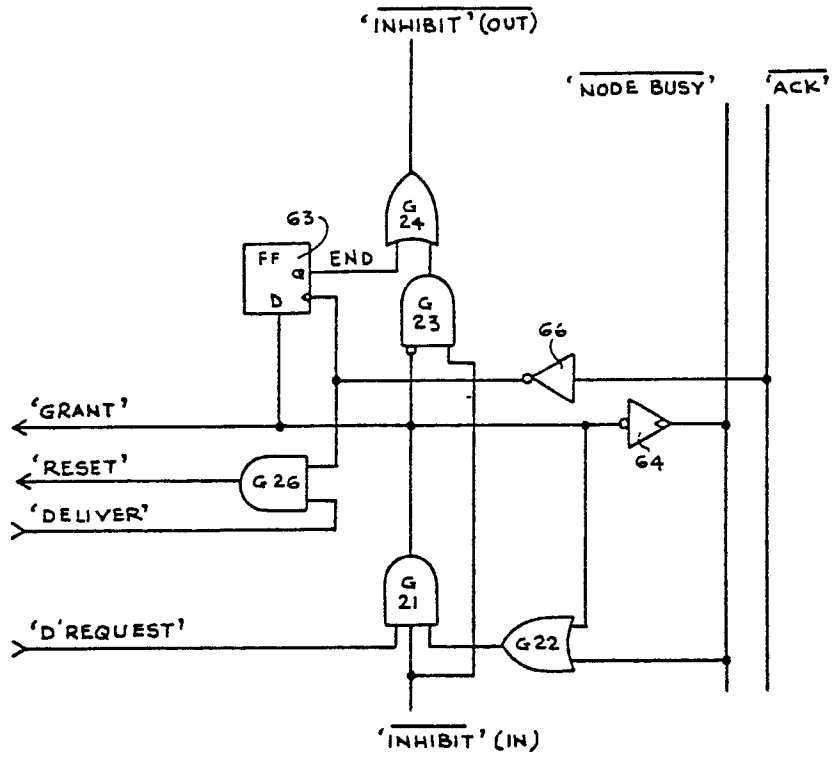 'INHIBIT' (OUT)
'NODE BUSY'
'ACK'
G
24
63
FF
Q
D
END
G
23
66
'GRANT'
64
'RESET'
G26
'DELIVER'
G
21
'D'REQUEST'
G22
'INHIBIT' (IN)